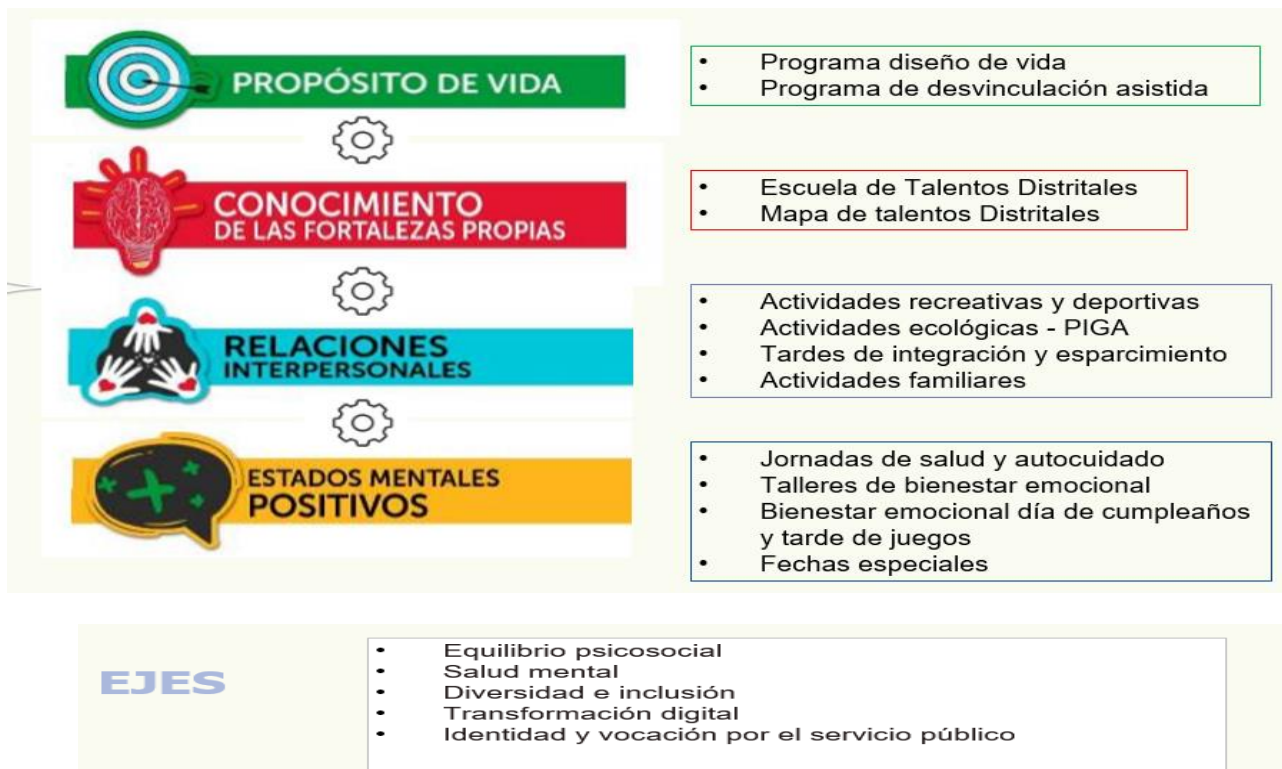 PROPÓSITO DE VIDA
• Programa diseño de vida
• Programa de desvinculación asistida
CONOCIMIENTO
DE LAS FORTALEZAS PROPIAS
• Escuela de Talentos Distritales
• Mapa de talentos Distritales
RELACIONES
INTERPERSONALES
• Actividades recreativas y deportivas
• Actividades ecológicas - PIGA
• Tardes de integración y esparcimiento
• Actividades familiares
ESTADOS MENTALES
POSITIVOS
• Jornadas de salud y autocuidado
• Talleres de bienestar emocional
• Bienestar emocional día de cumpleaños
y tarde de juegos
• Fechas especiales
EJES
• Equilibrio psicosocial
• Salud mental
• Diversidad e inclusión
• Transformación digital
• Identidad y vocación por el servicio público